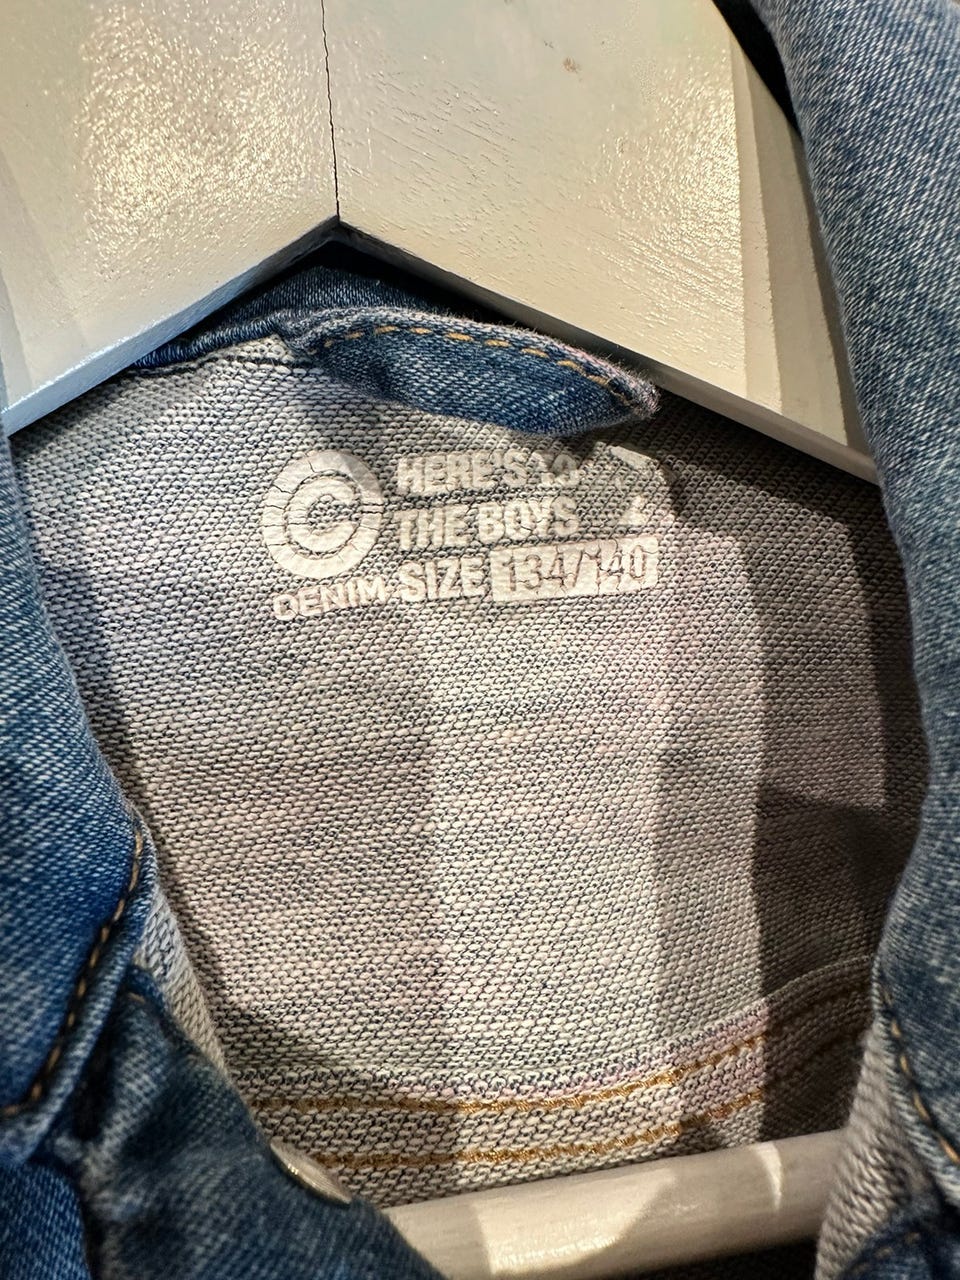 C
HERE'S TO
THE BOYS
DENIM SIZE 134/140